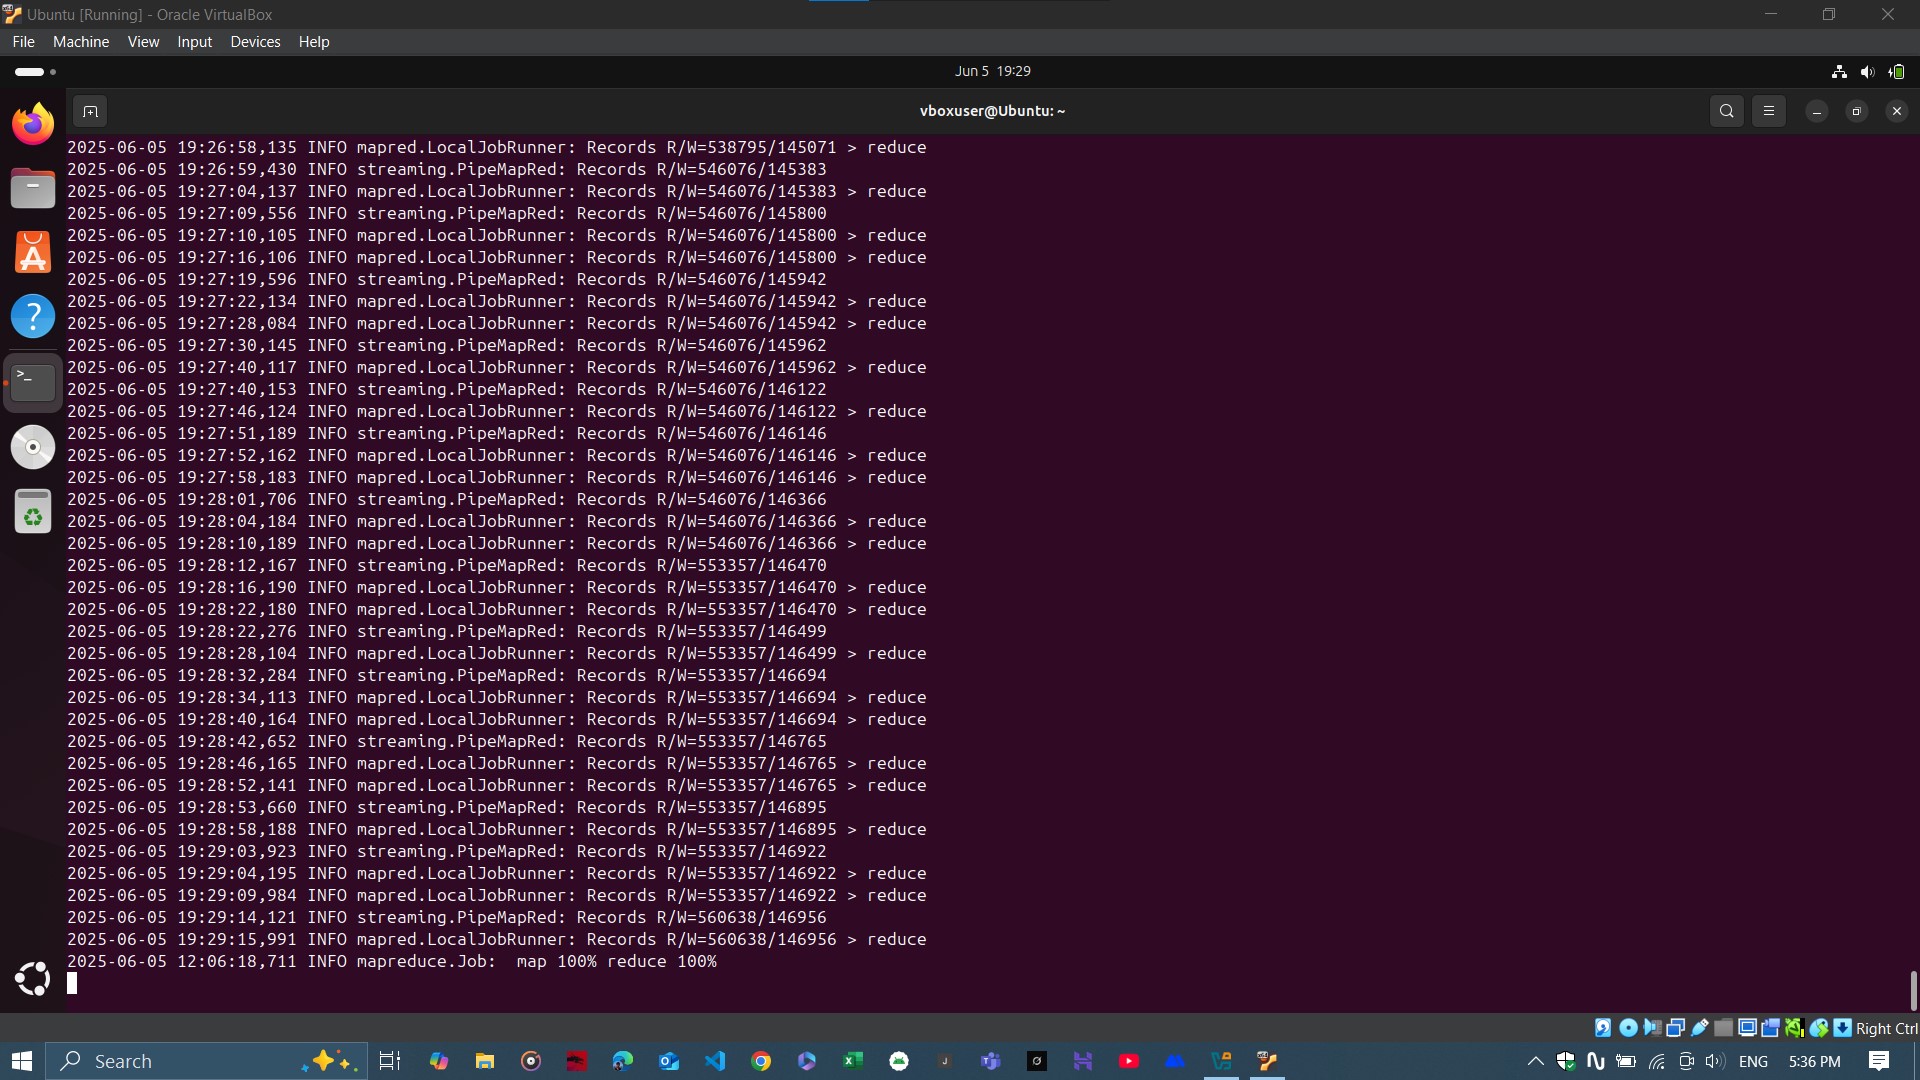 Ubuntu [Running] - Oracle VirtualBox
File Machine View Input Devices Help
Jun 5 19:29
vboxuser@Ubuntu: ~
2025-06-05 19:26:58,135 INFO mapred.LocalJobRunner: Records R/W=538795/145071 > reduce
2025-06-05 19:26:59,430 INFO streaming.PipeMapRed: Records R/W=546076/145383
2025-06-05 19:27:04,137 INFO mapred.LocalJobRunner: Records R/W=546076/145383 > reduce
2025-06-05 19:27:09,556 INFO streaming.PipeMapRed: Records R/W=546076/145800
2025-06-05 19:27:10,105 INFO mapred.LocalJobRunner: Records R/W=546076/145800 > reduce
2025-06-05 19:27:16,106 INFO mapred.LocalJobRunner: Records R/W=546076/145800 > reduce
2025-06-05 19:27:19,596 INFO streaming.PipeMapRed: Records R/W=546076/145942
2025-06-05 19:27:22,134 INFO mapred.LocalJobRunner: Records R/W=546076/145942 > reduce
2025-06-05 19:27:28,084 INFO mapred.LocalJobRunner: Records R/W=546076/145942 > reduce
2025-06-05 19:27:30,145 INFO streaming.PipeMapRed: Records R/W=546076/145962
2025-06-05 19:27:40,117 INFO mapred.LocalJobRunner: Records R/W=546076/145962 > reduce
2025-06-05 19:27:40,153 INFO streaming.PipeMapRed: Records R/W=546076/146122
2025-06-05 19:27:46,124 INFO mapred.LocalJobRunner: Records R/W=546076/146122 > reduce
2025-06-05 19:27:51,189 INFO streaming.PipeMapRed: Records R/W=546076/146146
2025-06-05 19:27:52,162 INFO mapred.LocalJobRunner: Records R/W=546076/146146 > reduce
2025-06-05 19:27:58,183 INFO mapred.LocalJobRunner: Records R/W=546076/146146 > reduce
2025-06-05 19:28:01,706 INFO streaming.PipeMapRed: Records R/W=546076/146366
2025-06-05 19:28:04,184 INFO mapred.LocalJobRunner: Records R/W=546076/146366 > reduce
2025-06-05 19:28:10,189 INFO mapred.LocalJobRunner: Records R/W=546076/146366 > reduce
2025-06-05 19:28:12,167 INFO streaming.PipeMapRed: Records R/W=553357/146470
2025-06-05 19:28:16,190 INFO mapred.LocalJobRunner: Records R/W=553357/146470 > reduce
2025-06-05 19:28:22,180 INFO mapred.LocalJobRunner: Records R/W=553357/146470 > reduce
2025-06-05 19:28:22,276 INFO streaming.PipeMapRed: Records R/W=553357/146499
2025-06-05 19:28:28,104 INFO mapred.LocalJobRunner: Records R/W=553357/146499 > reduce
2025-06-05 19:28:32,284 INFO streaming.PipeMapRed: Records R/W=553357/146694
2025-06-05 19:28:34,113 INFO mapred.LocalJobRunner: Records R/W=553357/146694 > reduce
2025-06-05 19:28:40,164 INFO mapred.LocalJobRunner: Records R/W=553357/146694 > reduce
2025-06-05 19:28:42,652 INFO streaming.PipeMapRed: Records R/W=553357/146765
2025-06-05 19:28:46,165 INFO mapred.LocalJobRunner: Records R/W=553357/146765 > reduce
2025-06-05 19:28:52,141 INFO mapred.LocalJobRunner: Records R/W=553357/146765 > reduce
2025-06-05 19:28:53,660 INFO streaming.PipeMapRed: Records R/W=553357/146895
2025-06-05 19:28:58,188 INFO mapred.LocalJobRunner: Records R/W=553357/146895 > reduce
2025-06-05 19:29:03,923 INFO streaming.PipeMapRed: Records R/W=553357/146922
2025-06-05 19:29:04,195 INFO mapred.LocalJobRunner: Records R/W=553357/146922 > reduce
2025-06-05 19:29:09,984 INFO mapred.LocalJobRunner: Records R/W=553357/146922 > reduce
2025-06-05 19:29:14,121 INFO streaming.PipeMapRed: Records R/W=560638/146956
2025-06-05 19:29:15,991 INFO mapred.LocalJobRunner: Records R/W=560638/146956 > reduce
2025-06-05 12:06:18,711 INFO mapreduce.Job:  map 100% reduce 100%
Right Ctrl
Search
ENG 5:36 PM